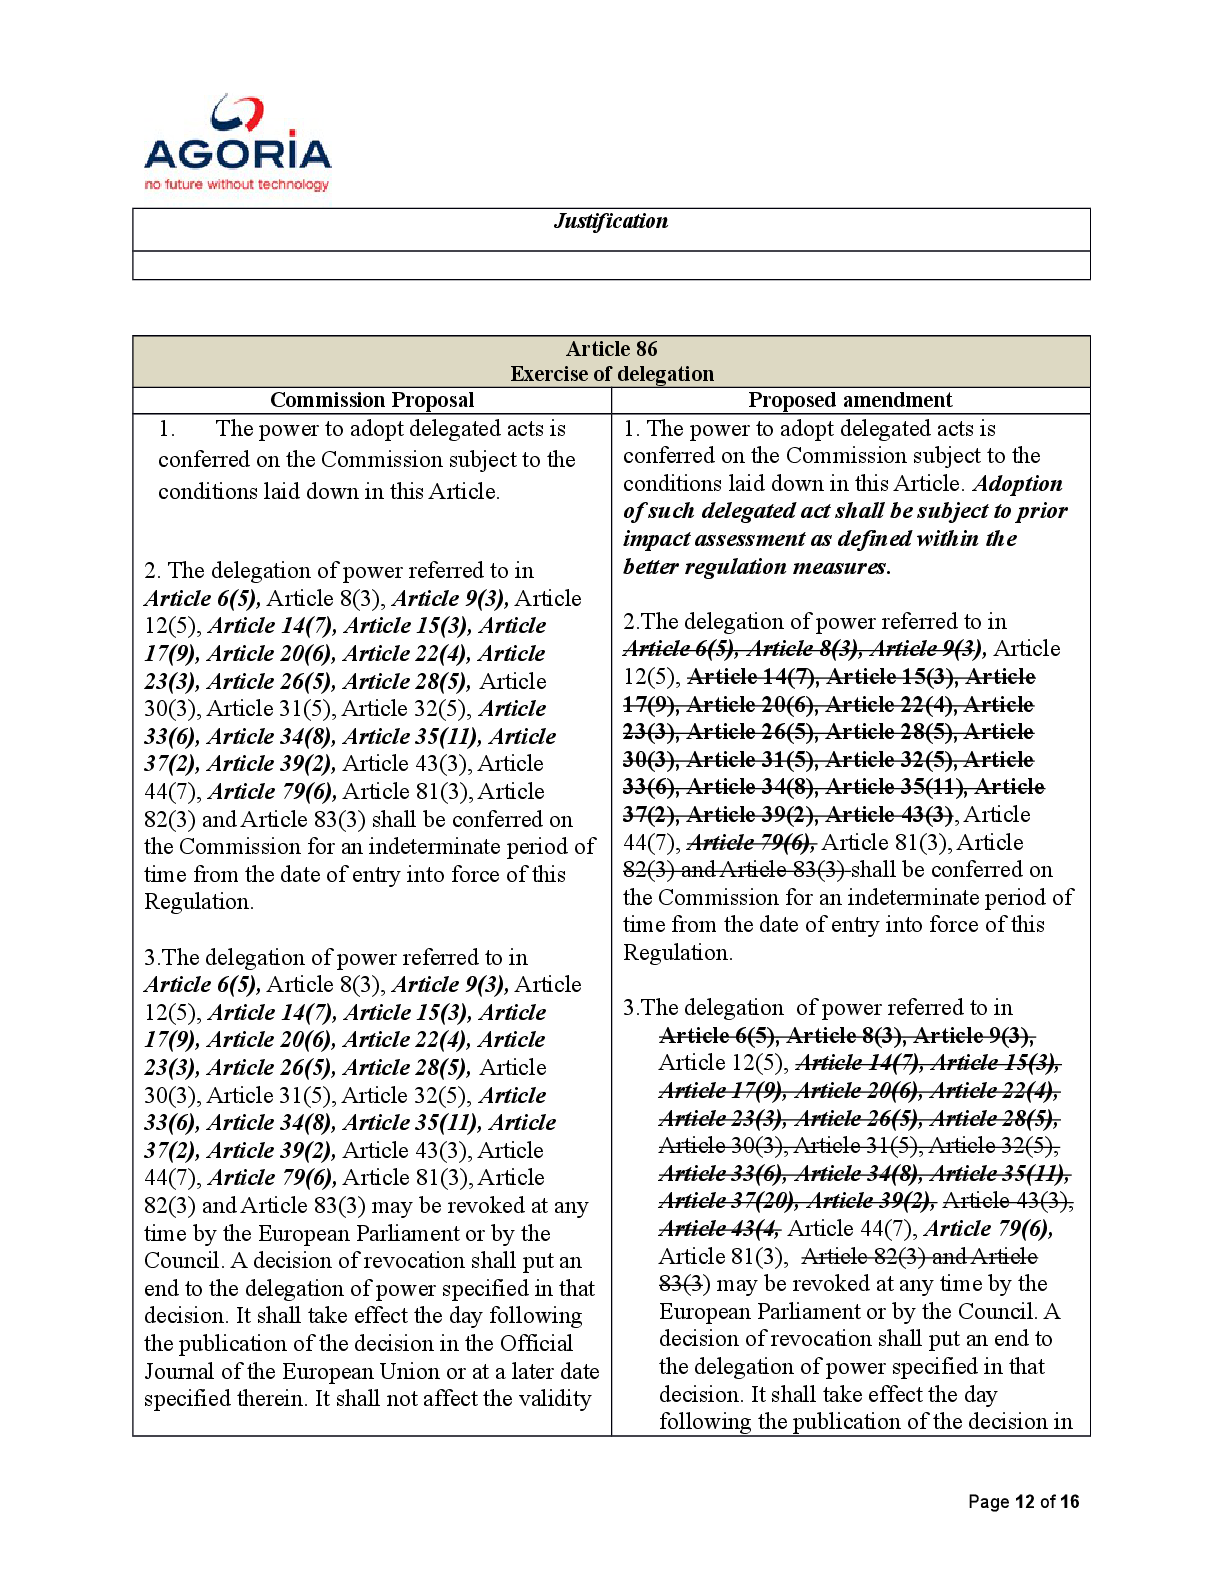 AGORiA
no future without technology
Justification
Article 86
Exercise of delegation
Commission Proposal
1. The power to adopt delegated acts is
conferred on the Commission subject to the
conditions laid down in this Article.
2. The delegation of power referred to in
Article 6(5), Article 8(3), Article 9(3), Article
12(5), Article 14(7), Article 15(3), Article
17(9), Article 20(6), Article 22(4), Article
23(3), Article 26(5), Article 28(5), Article
30(3), Article 31(5), Article 32(5), Article
33(6), Article 34(8), Article 35(11), Article
37(2), Article 39(2), Article 43(3), Article
44(7), Article 79(6), Article 81(3), Article
82(3) and Article 83(3) shall be conferred on
the Commission for an indeterminate period of
time from the date of entry into force of this
Regulation.
3.The delegation of power referred to in
Article 6(5), Article 8(3), Article 9(3), Article
12(5), Article 14(7), Article 15(3), Article
17(9), Article 20(6), Article 22(4), Article
23(3), Article 26(5), Article 28(5), Article
30(3), Article 31(5), Article 32(5), Article
33(6), Article 34(8), Article 35(11), Article
37(2), Article 39(2), Article 43(3), Article
44(7), Article 79(6), Article 81(3), Article
82(3) and Article 83(3) may be revoked at any
time by the European Parliament or by the
Council. A decision of revocation shall put an
end to the delegation of power specified in that
decision. It shall take effect the day following
the publication of the decision in the Official
Journal of the European Union or at a later date
specified therein. It shall not affect the validity
Proposed amendment
1. The power to adopt delegated acts is
conferred on the Commission subject to the
conditions laid down in this Article. Adoption
of such delegated act shall be subject to prior
impact assessment as defined within the
better regulation measures.
2.The delegation of power referred to in
Article 6(5), Article 8(3), Article 9(3), Article
12(5), Article 14(7), Article 15(3), Article
17(9), Article 20(6), Article 22(4), Article
23(3), Article 26(5), Article 28(5), Article
30(3), Article 31(5), Article 32(5), Article
33(6), Article 34(8), Article 35(11), Article
37(2), Article 39(2), Article 43(3), Article
44(7), Article 79(6), Article 81(3), Article
82(3) and Article 83(3) shall be conferred on
the Commission for an indeterminate period of
time from the date of entry into force of this
Regulation.
3.The delegation of power referred to in
Article 6(5), Article 8(3), Article 9(3),
Article 12(5), Article 14(7), Article 15(3),
Article 17(9), Article 20(6), Article 22(4),
Article 23(3), Article 26(5), Article 28(5),
Article 30(3), Article 31(5), Article 32(5),
Article 33(6), Article 34(8), Article 35(11),
Article 37(20), Article 39(2), Article 43(3),
Article 43(4, Article 44(7), Article 79(6),
Article 81(3), Article 82(3) and Article
83(3) may be revoked at any time by the
European Parliament or by the Council. A
decision of revocation shall put an end to
the delegation of power specified in that
decision. It shall take effect the day
following the publication of the decision in
Page 12 of 16